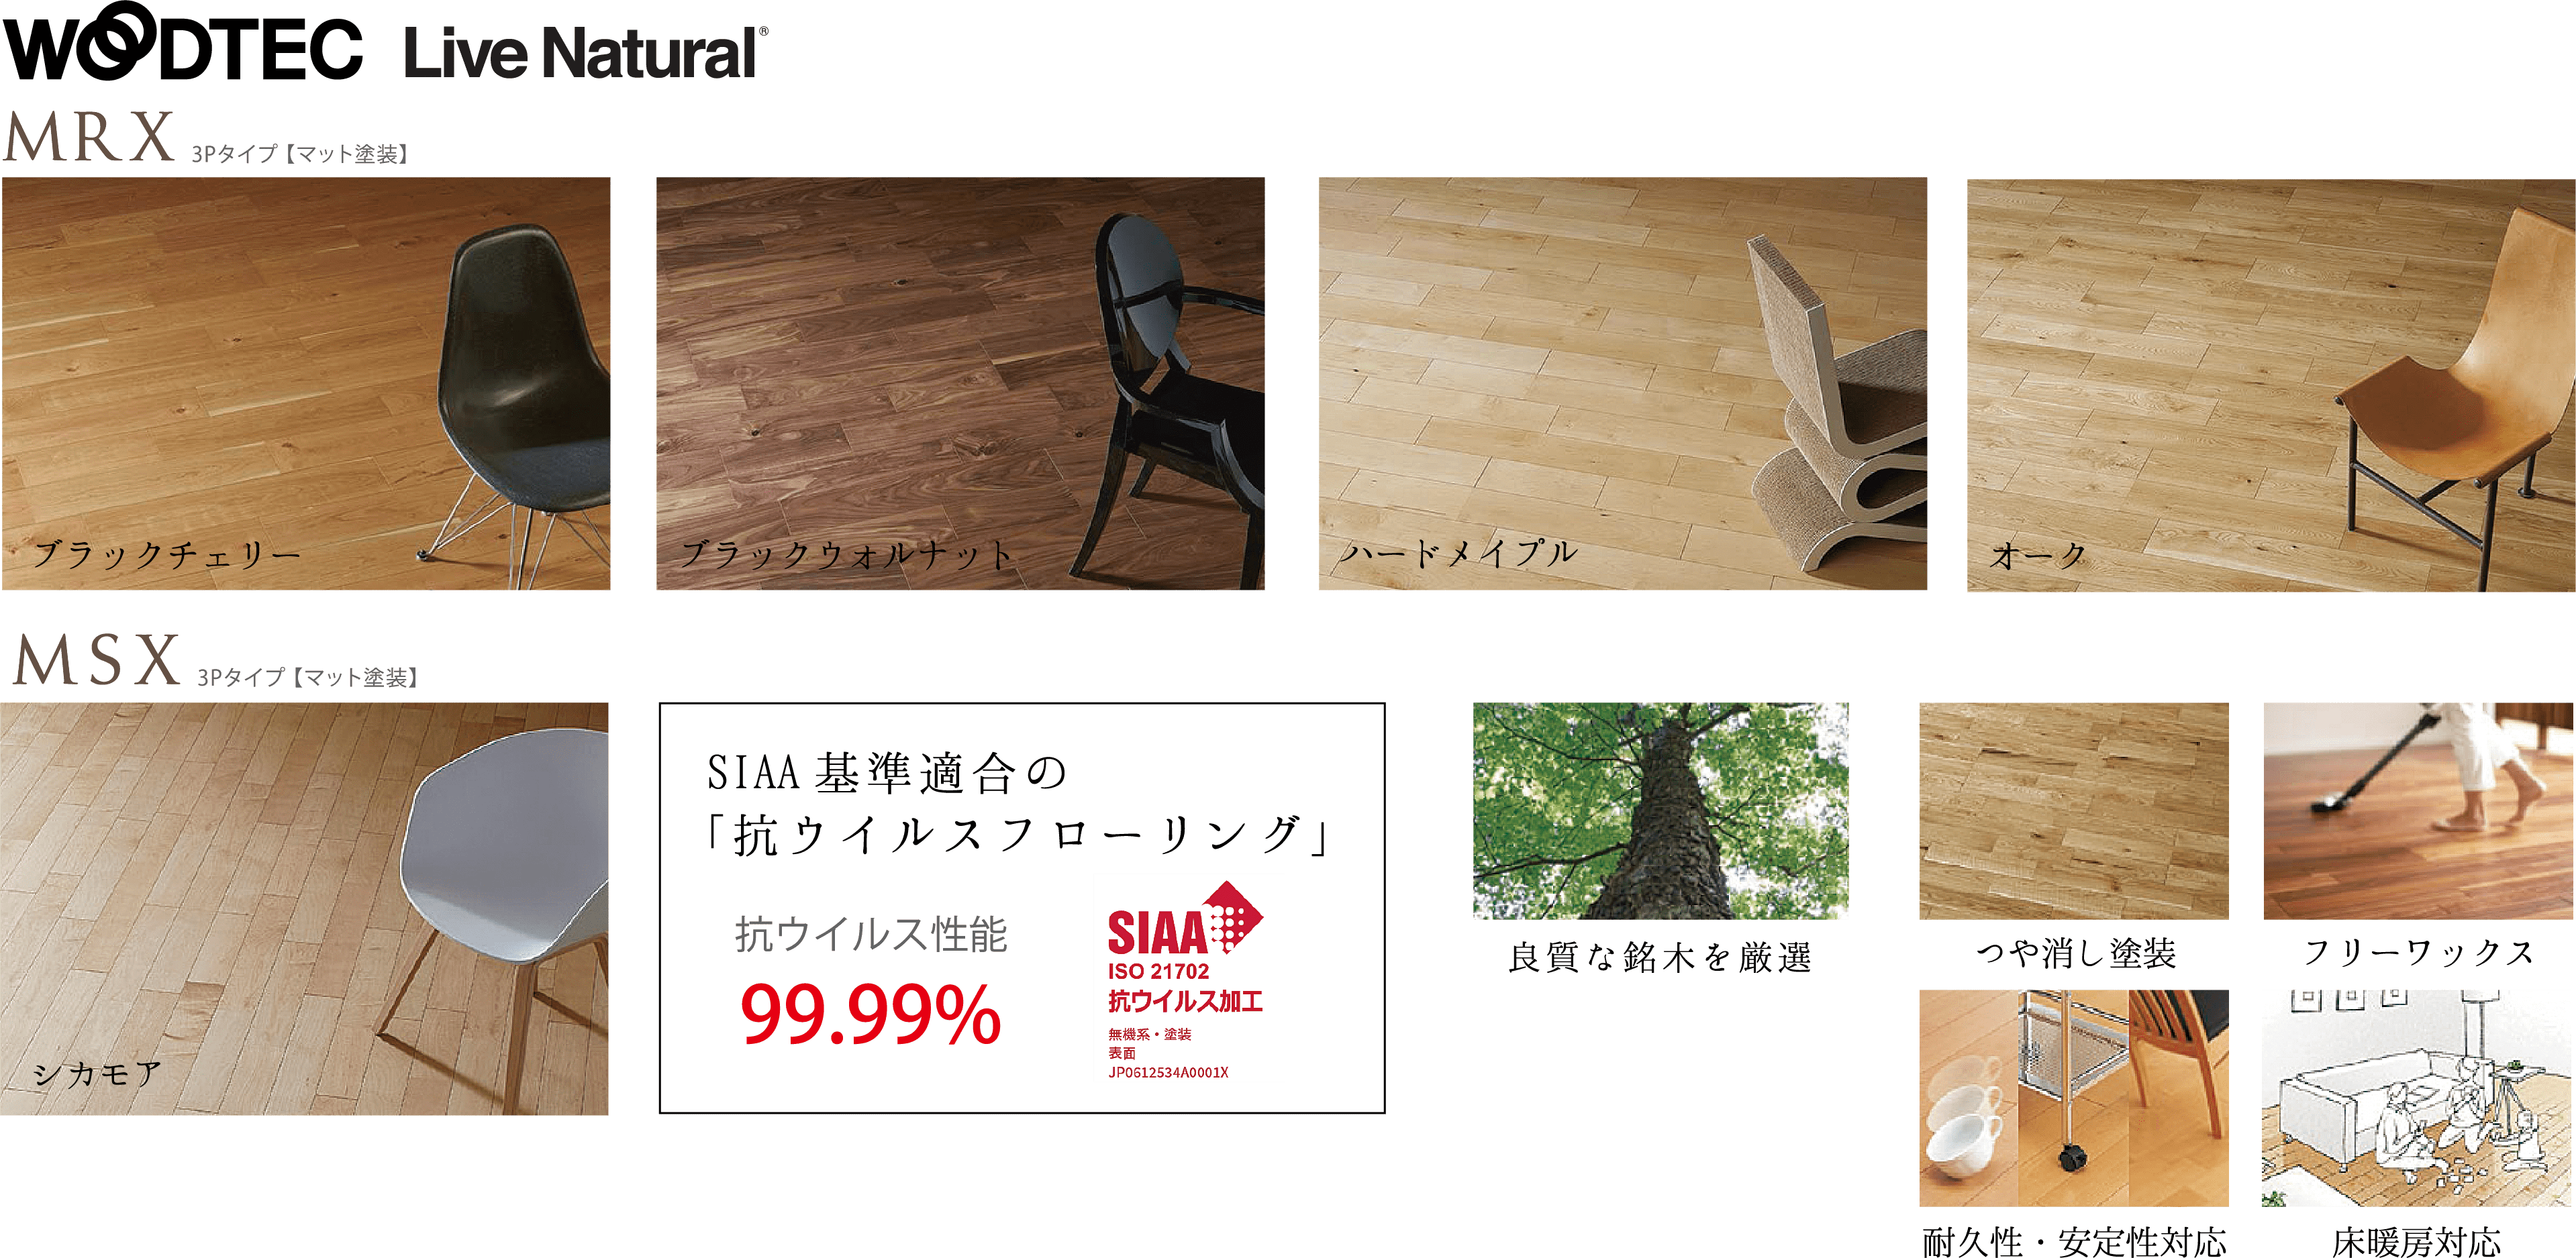 WOODTEC Live Natural®
MRX 3Pタイプ【マット塗装】
ブラックチェリー
ブラックウォルナット
ハードメイプル
オーク
MSX 3Pタイプ【マット塗装】
シカモア
SIAA 基準適合の
「抗ウイルスフローリング」
抗ウイルス性能
99.99%
SIAA
ISO 21702
抗ウイルス加工
無機系・塗装
表面
JP0612534A0001X
良質な銘木を厳選
つや消し塗装
フリーワックス
耐久性・安定性対応
床暖房対応